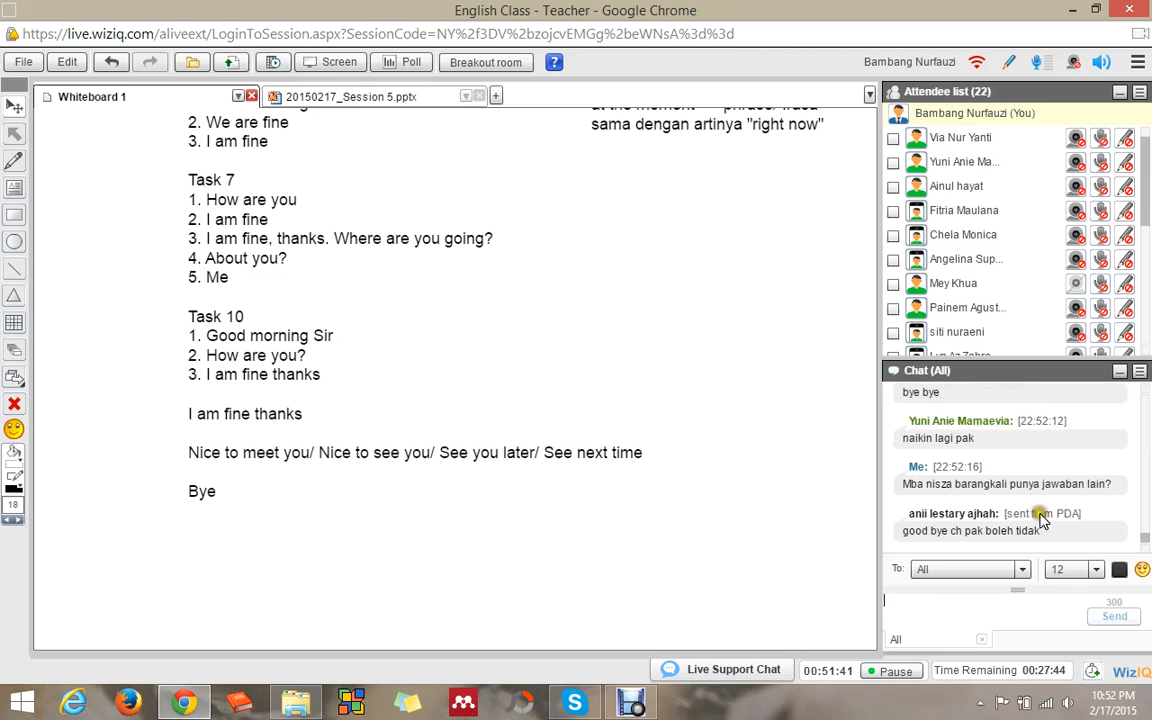 English Class - Teacher - Google Chrome
https://live.wiziq.com/aliveext/LoginToSession.aspx?SessionCode=NY%2f3DV%2bzojcvEMGg%2beWNsA%3d%3d
File
Edit
Screen
Poll
Breakout room
?
Bambang Nurfauzi
Whiteboard 1
20150217_Session 5.pptx
2. We are fine
3. I am fine
sama dengan artinya "right now"
Task 7
1. How are you
2. I am fine
3. I am fine, thanks. Where are you going?
4. About you?
5. Me
Task 10
1. Good morning Sir
2. How are you?
3. I am fine thanks
I am fine thanks
Nice to meet you/ Nice to see you/ See you later/ See next time
Bye
18
Attendee list (22)
Bambang Nurfauzi (You)
Via Nur Yanti
Yuni Anie Ma...
Ainul hayat
Fitria Maulana
Chela Monica
Angelina Sup...
Mey Khua
Painem Agust...
siti nuraeni
Chat (All)
bye bye
Yuni Anie Mamaevia: [22:52:12]
naikin lagi pak
Me: [22:52:16]
Mba nisza barangkali punya jawaban lain?
anii lestary ajhah: [sent from PDA]
good bye ch pak boleh tidak
To:
All
12
300
Send
All
Live Support Chat
00:51:41
Pause
Time Remaining 00:27:44
WizIQ
10:52 PM
2/17/2015